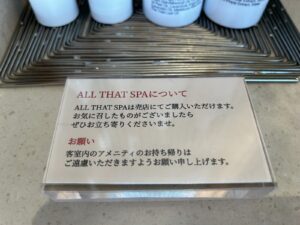 ALL THAT SPAについて
ALL THAT SPAは売店にてご購入いただけます。
お気に召したものがございましたら
ぜひお立ち寄りくださいませ。
お願い
客室内のアメニティのお持ち帰りは
ご遠慮いただきますようお願い申し上げます。